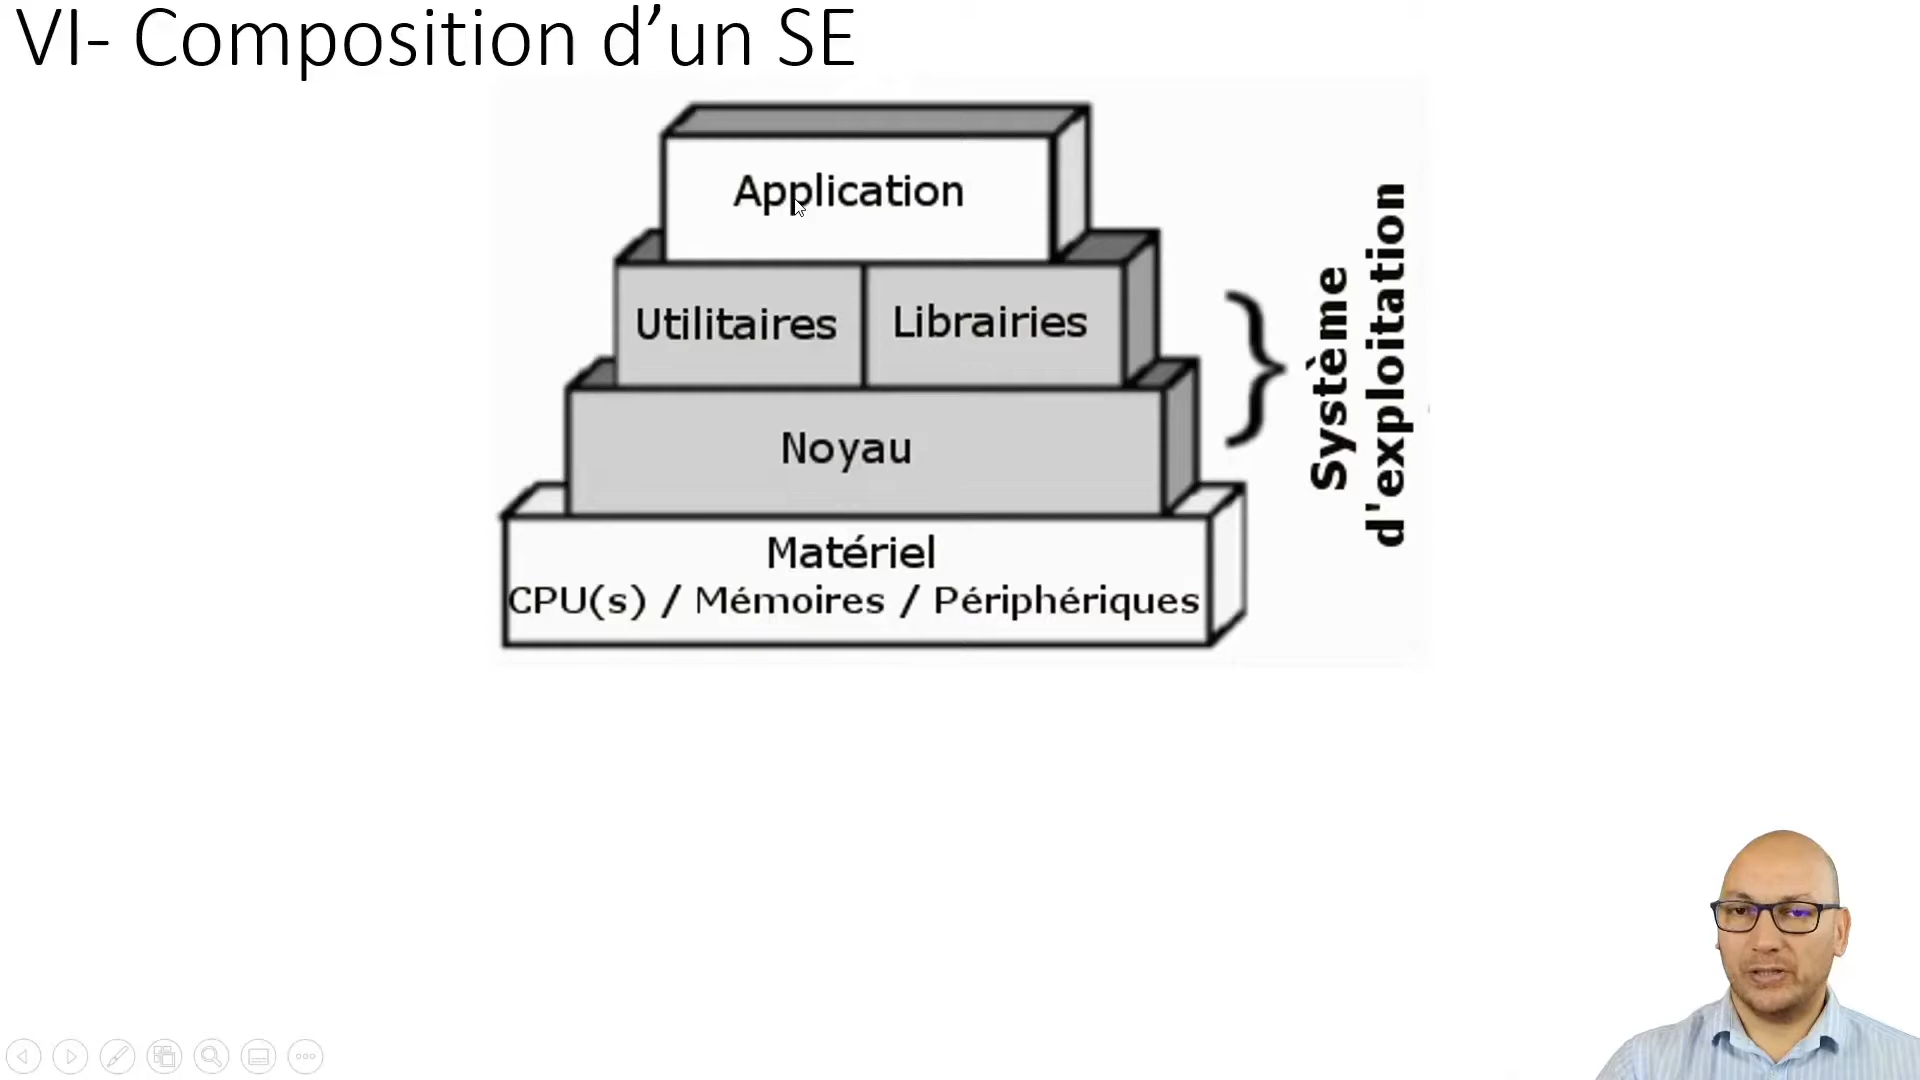 VI- Composition d’un SE
Application
Utilitaires
Librairies
Noyau
Matériel
CPU(s) / Mémoires / Périphériques
Système
d'exploitation